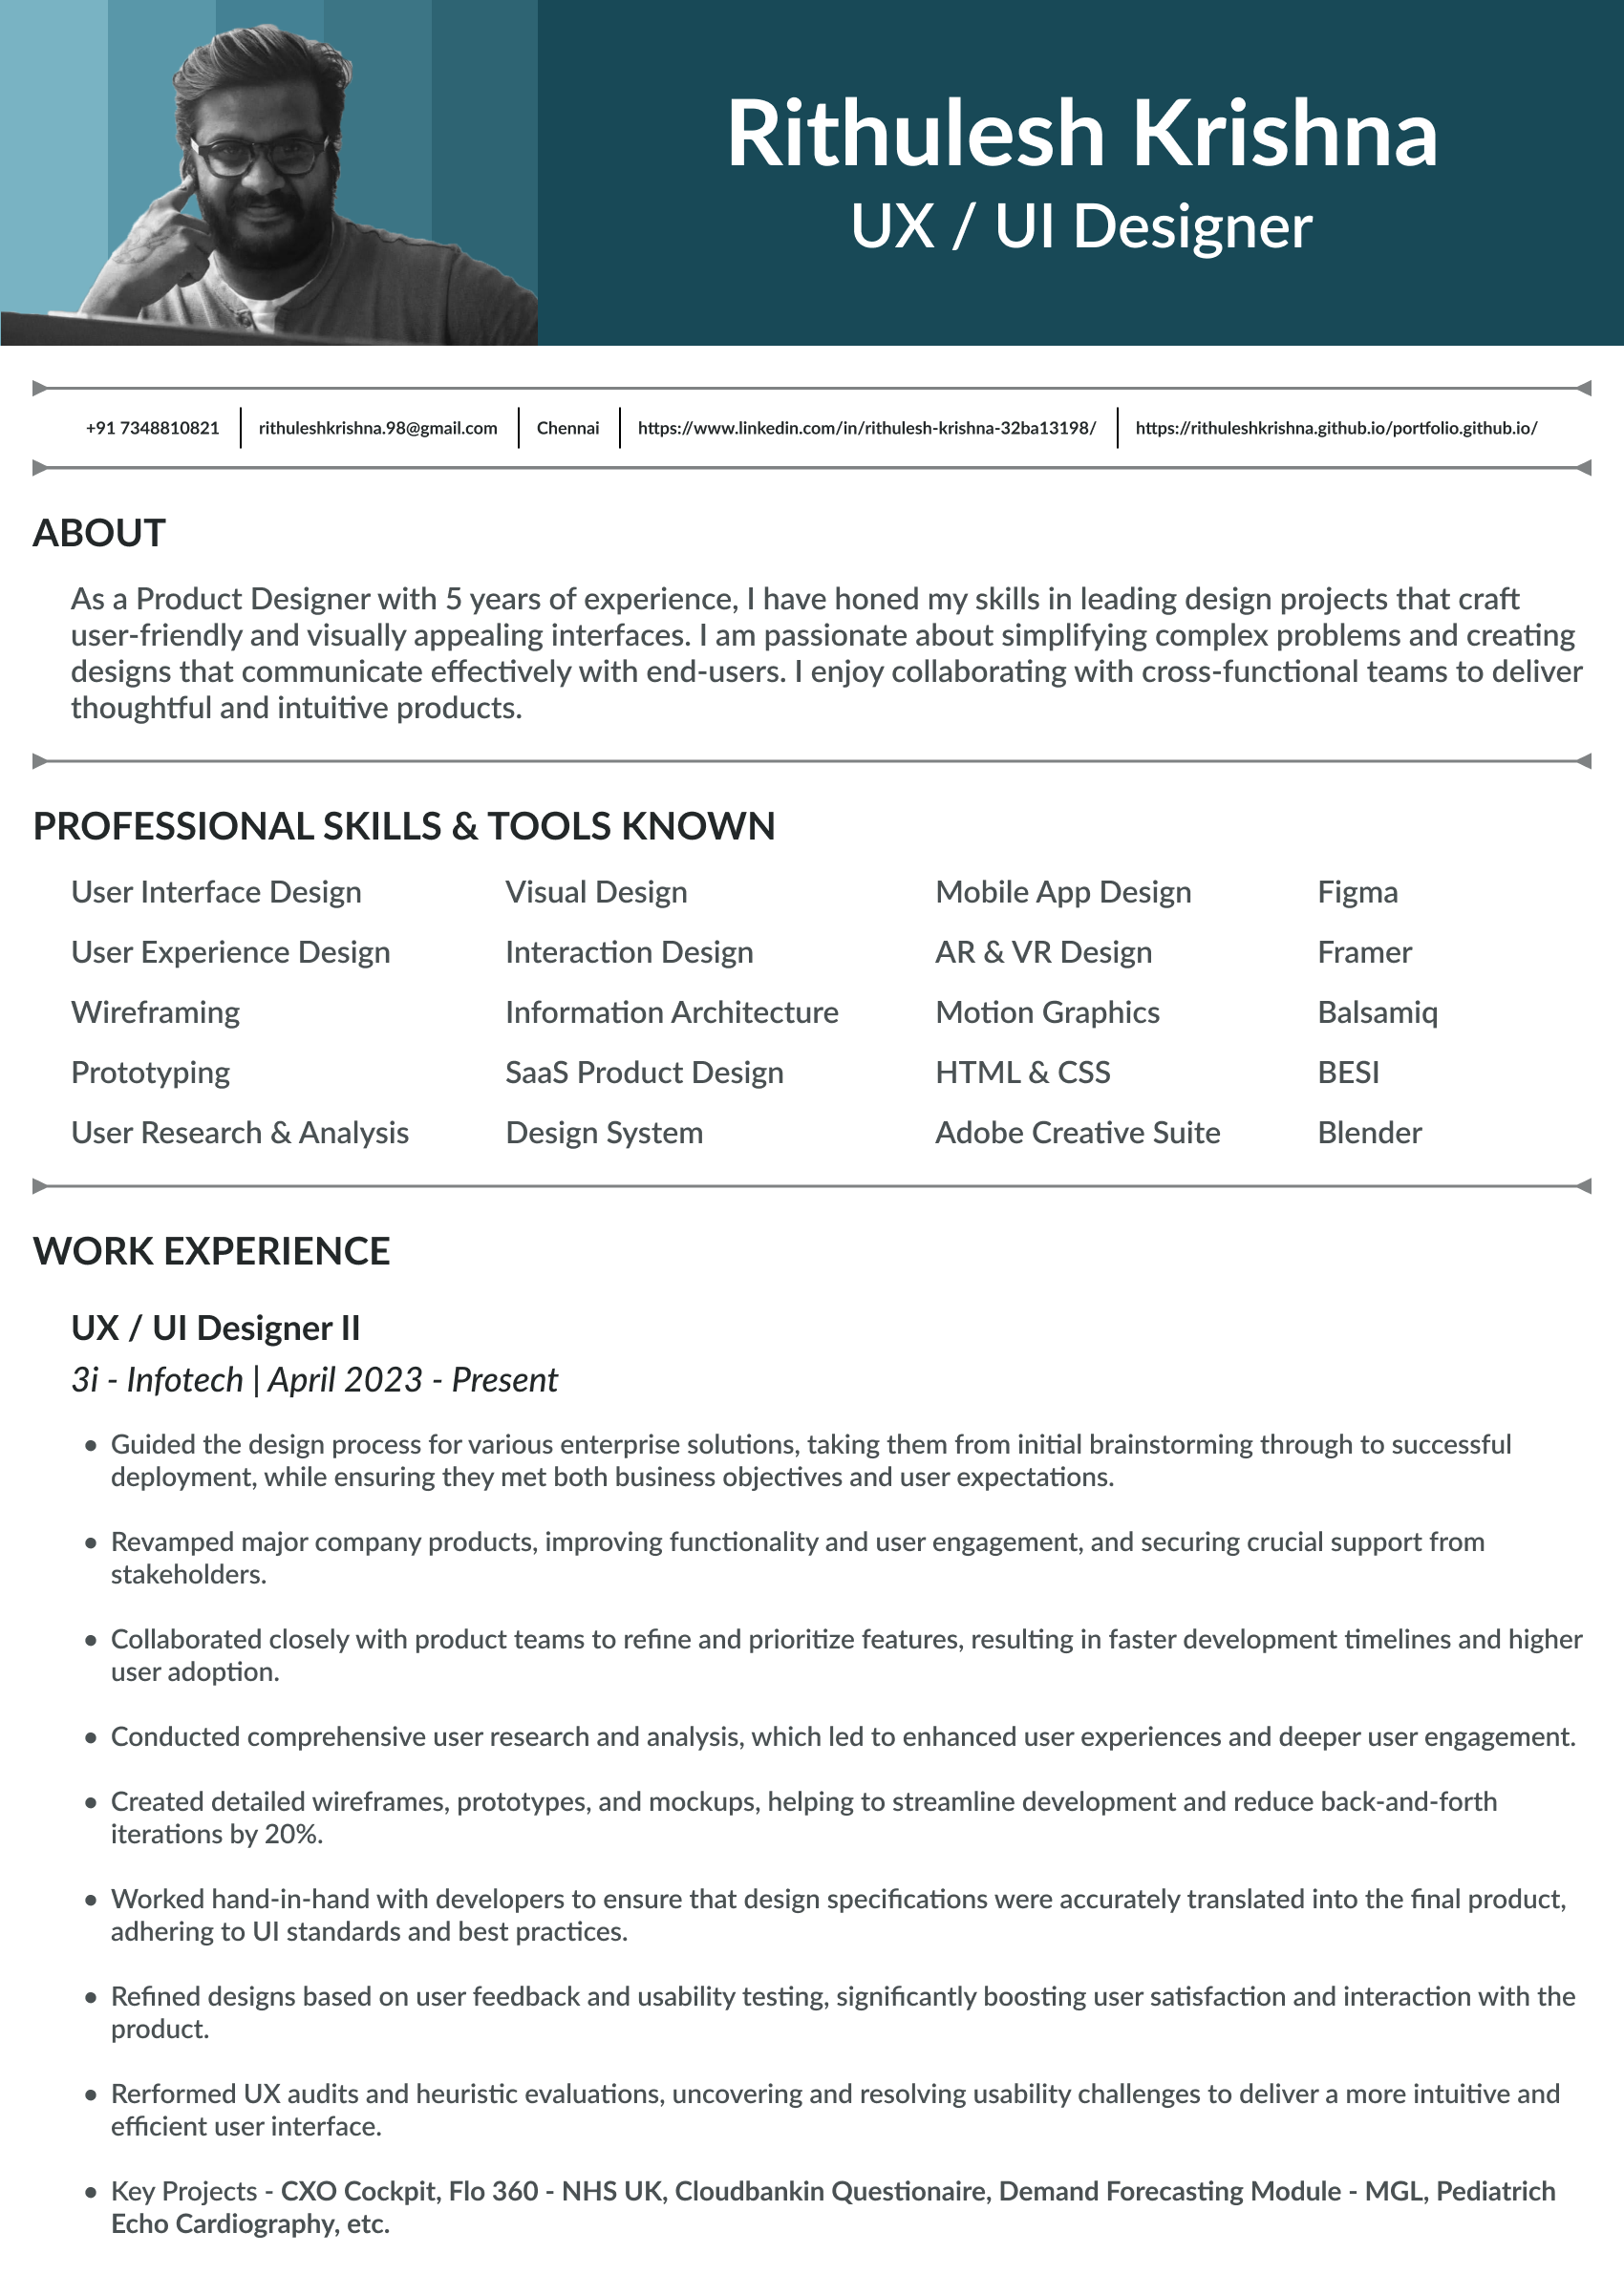 Rithulesh Krishna
UX / UI Designer
+91 7348810821 | rithuleshkrishna.98@gmail.com | Chennai | https://www.linkedin.com/in/rithulesh-krishna-32ba13198/ | https://rithuleshkrishna.github.io/portfolio.github.io/
ABOUT
As a Product Designer with 5 years of experience, I have honed my skills in leading design projects that craft
user-friendly and visually appealing interfaces. I am passionate about simplifying complex problems and creating
designs that communicate effectively with end-users. I enjoy collaborating with cross-functional teams to deliver
thoughtful and intuitive products.
PROFESSIONAL SKILLS & TOOLS KNOWN
User Interface Design Visual Design Mobile App Design Figma
User Experience Design Interaction Design AR & VR Design Framer
Wireframing Information Architecture Motion Graphics Balsamiq
Prototyping SaaS Product Design HTML & CSS BESI
User Research & Analysis Design System Adobe Creative Suite Blender
WORK EXPERIENCE
UX / UI Designer II
3i - Infotech | April 2023 - Present
• Guided the design process for various enterprise solutions, taking them from initial brainstorming through to successful
deployment, while ensuring they met both business objectives and user expectations.
• Revamped major company products, improving functionality and user engagement, and securing crucial support from
stakeholders.
• Collaborated closely with product teams to refine and prioritize features, resulting in faster development timelines and higher
user adoption.
• Conducted comprehensive user research and analysis, which led to enhanced user experiences and deeper user engagement.
• Created detailed wireframes, prototypes, and mockups, helping to streamline development and reduce back-and-forth
iterations by 20%.
• Worked hand-in-hand with developers to ensure that design specifications were accurately translated into the final product,
adhering to UI standards and best practices.
• Refined designs based on user feedback and usability testing, significantly boosting user satisfaction and interaction with the
product.
• Rerformed UX audits and heuristic evaluations, uncovering and resolving usability challenges to deliver a more intuitive and
efficient user interface.
• Key Projects - CXO Cockpit, Flo 360 - NHS UK, Cloudbankin Questionaire, Demand Forecasting Module - MGL, Pediatrich
Echo Cardiography, etc.